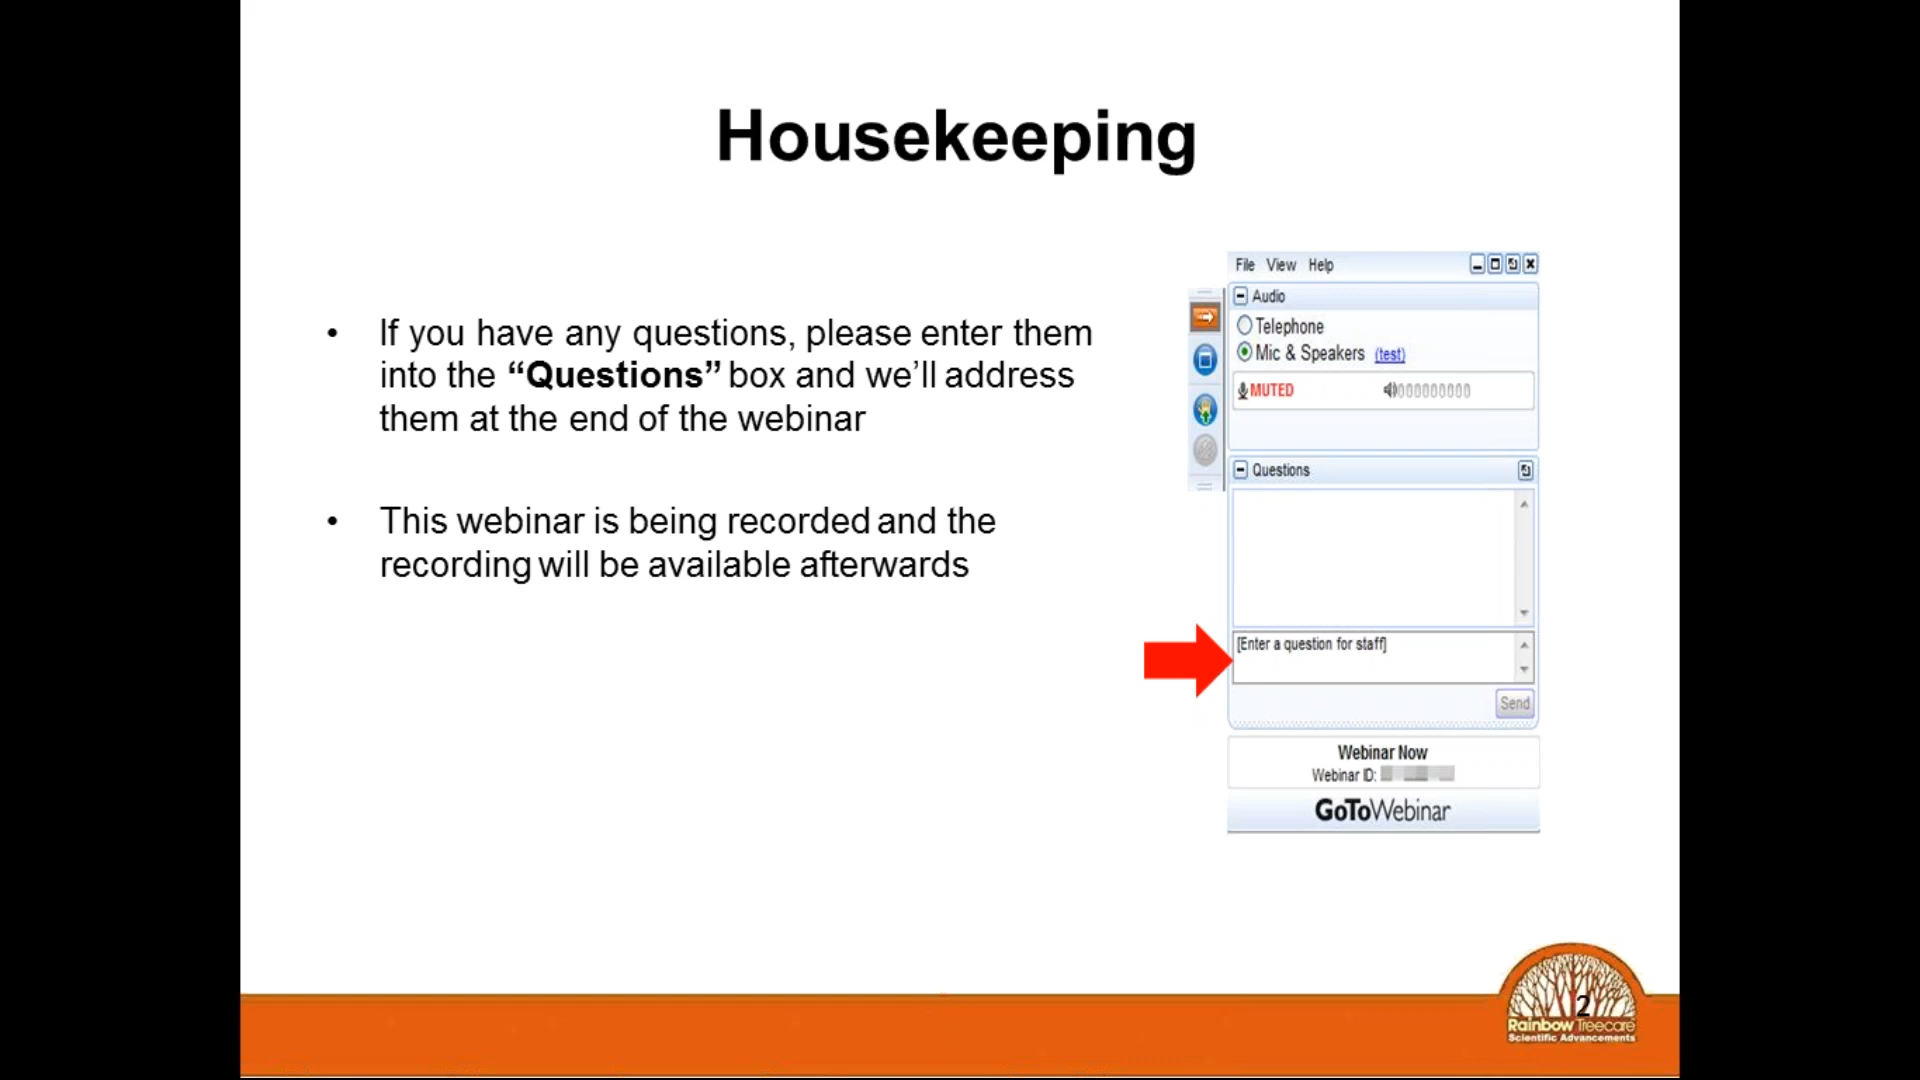 Housekeeping
• If you have any questions, please enter them
into the “Questions” box and we’ll address
them at the end of the webinar
• This webinar is being recorded and the
recording will be available afterwards
File View Help
Audio
Telephone
Mic & Speakers (test)
MUTED
Questions
[Enter a question for staff]
Send
Webinar Now
Webinar ID:
GoToWebinar
2
Rainbow Treecare
Scientific Advancements